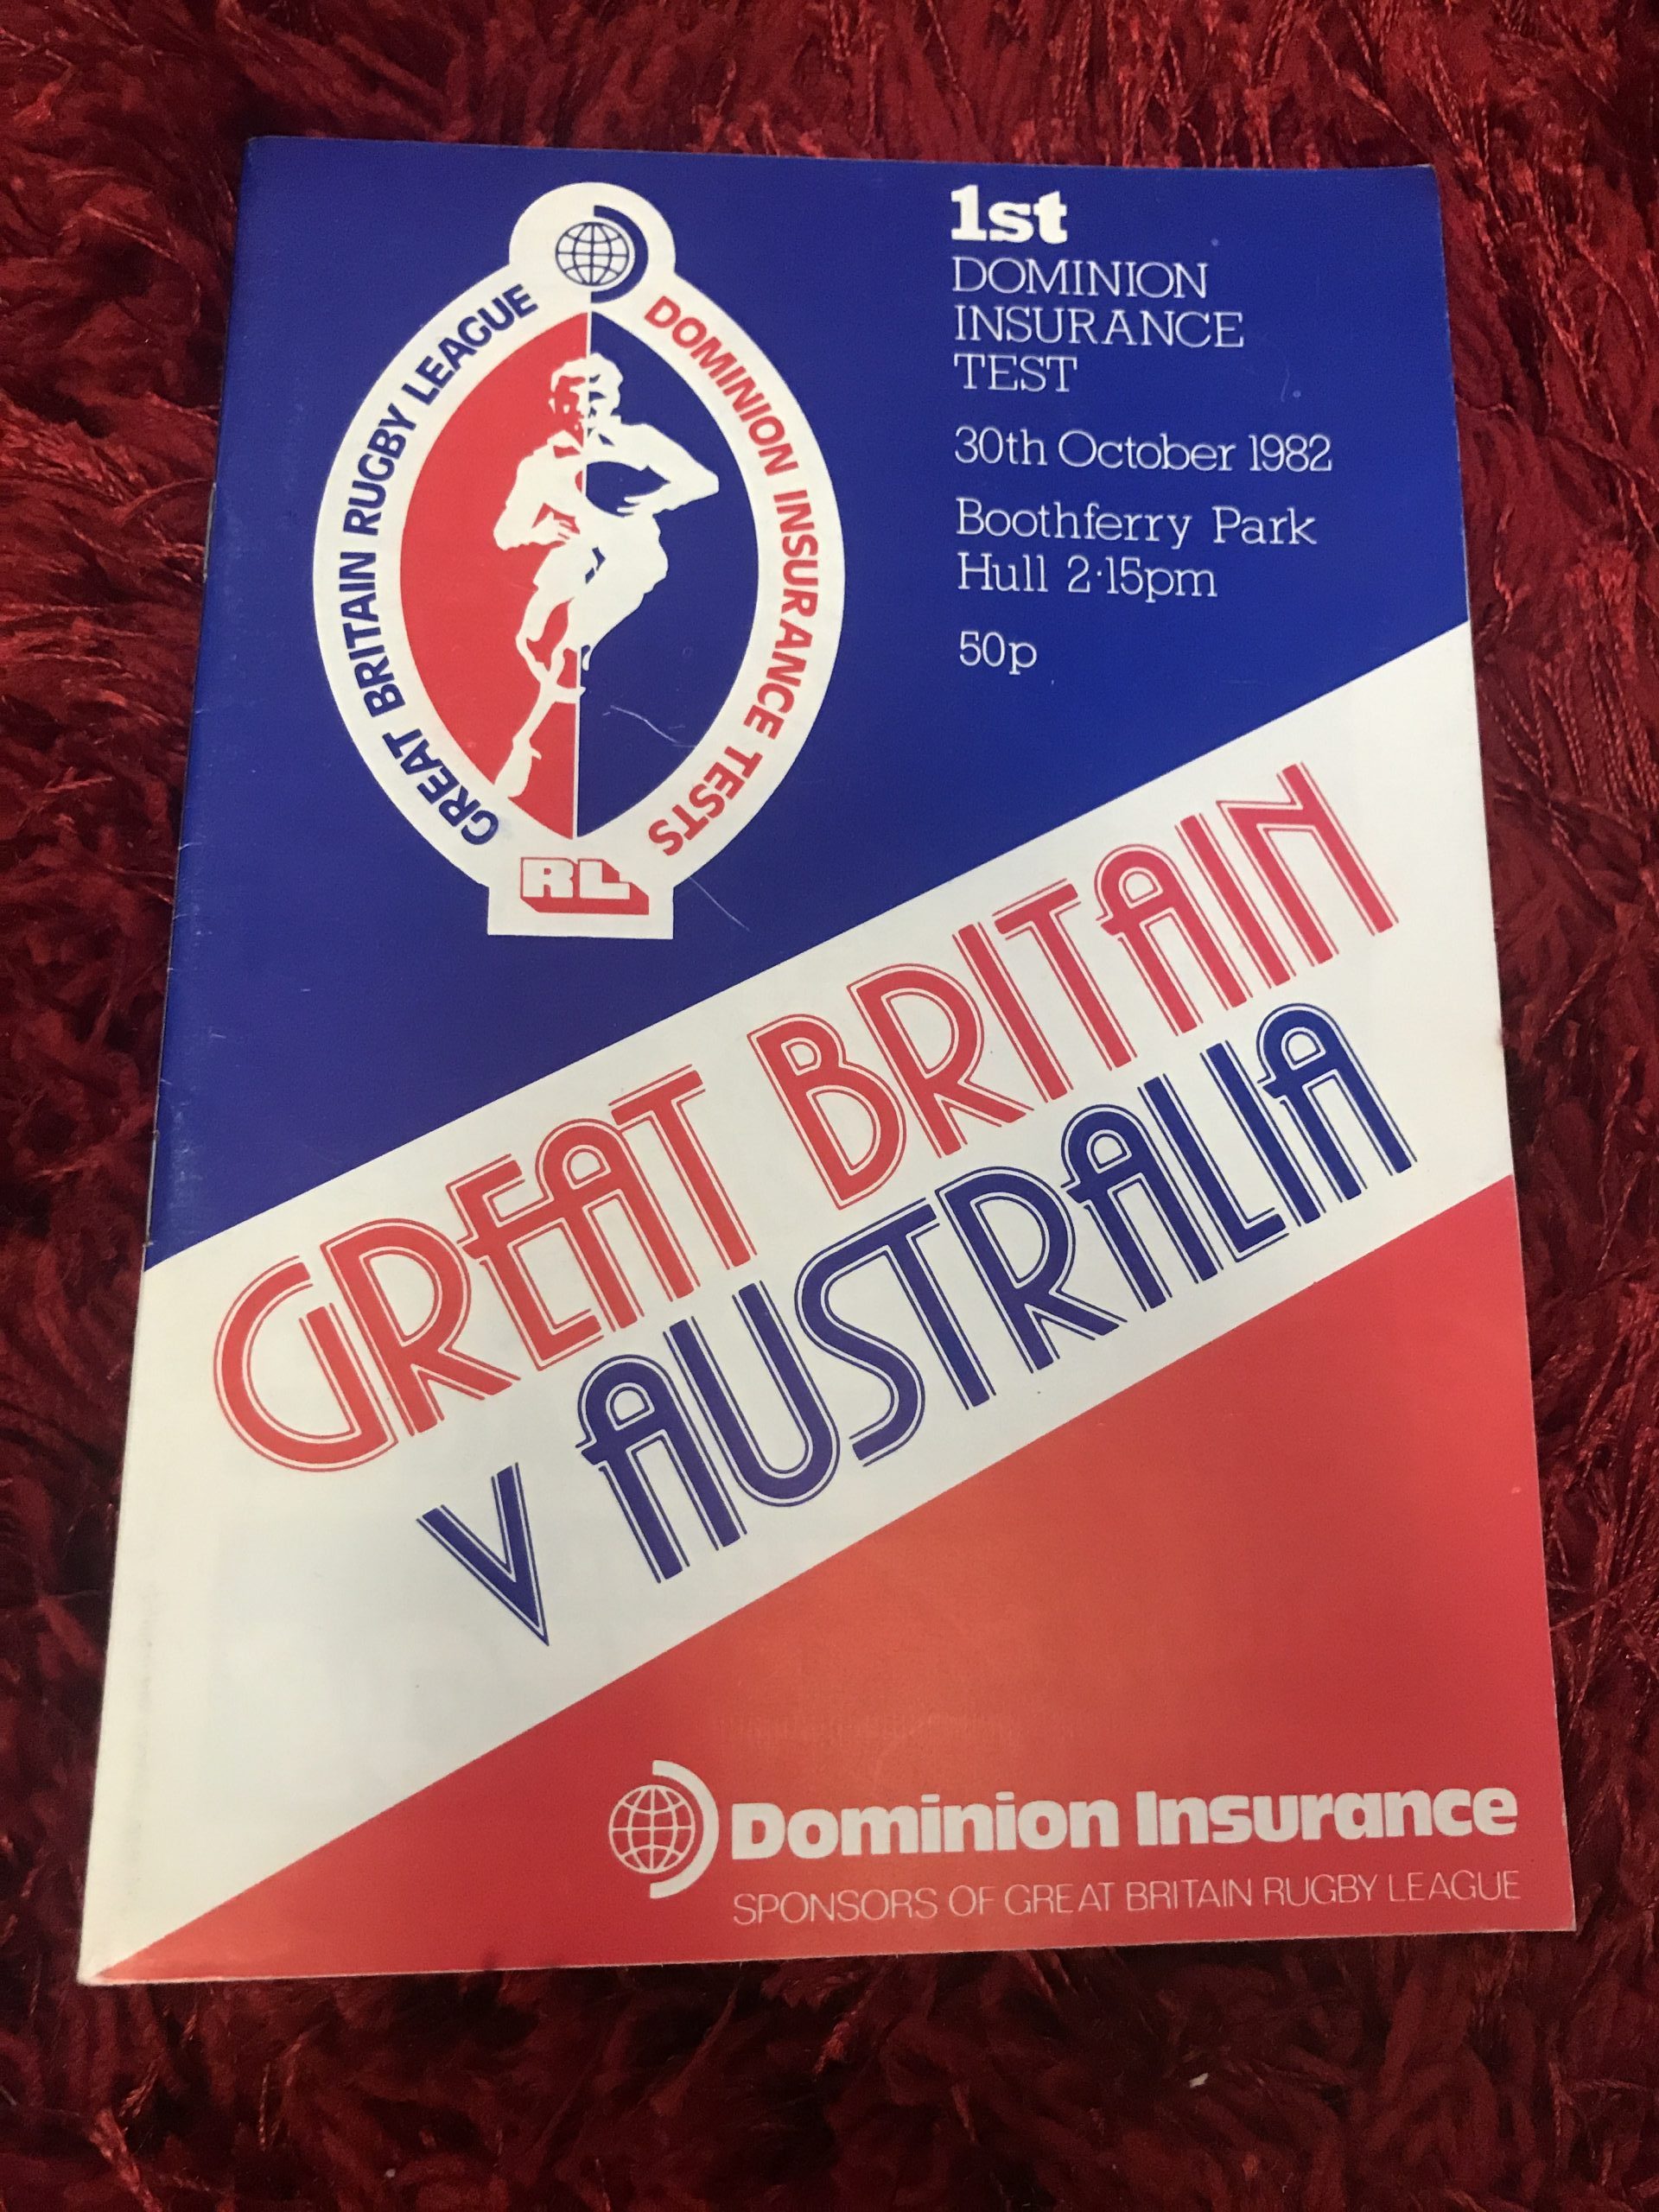 GREAT BRITAIN RUGBY LEAGUE
DOMINION INSURANCE TESTS
RL
1st
DOMINION
INSURANCE
TEST
30th October 1982
Boothferry Park
Hull 2·15pm
50p
GREAT BRITAIN
V AUSTRALIA
Dominion Insurance
SPONSORS OF GREAT BRITAIN RUGBY LEAGUE